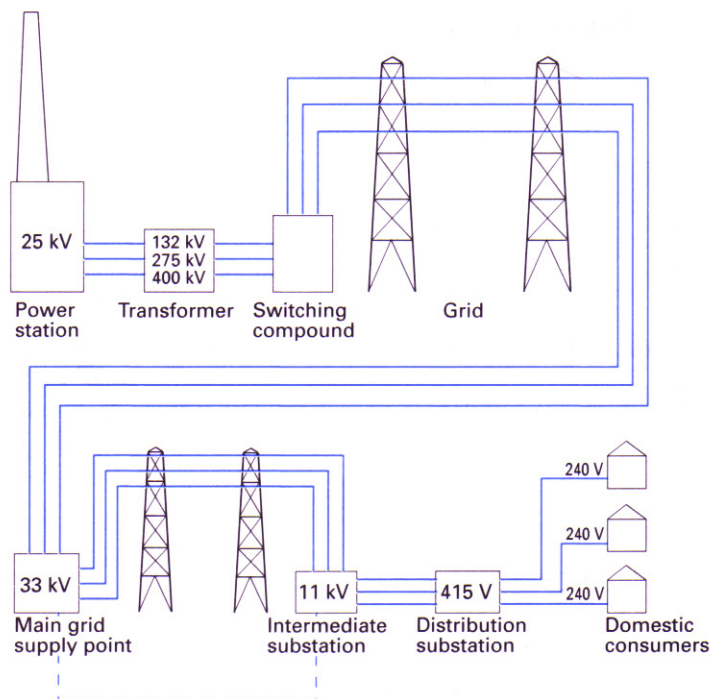 25 kV
132 kV
275 kV
400 kV
Power
station
Transformer
Switching
compound
Grid
240 V
240 V
240 V
33 kV
11 kV
415 V
Main grid
supply point
Intermediate
substation
Distribution
substation
Domestic
consumers